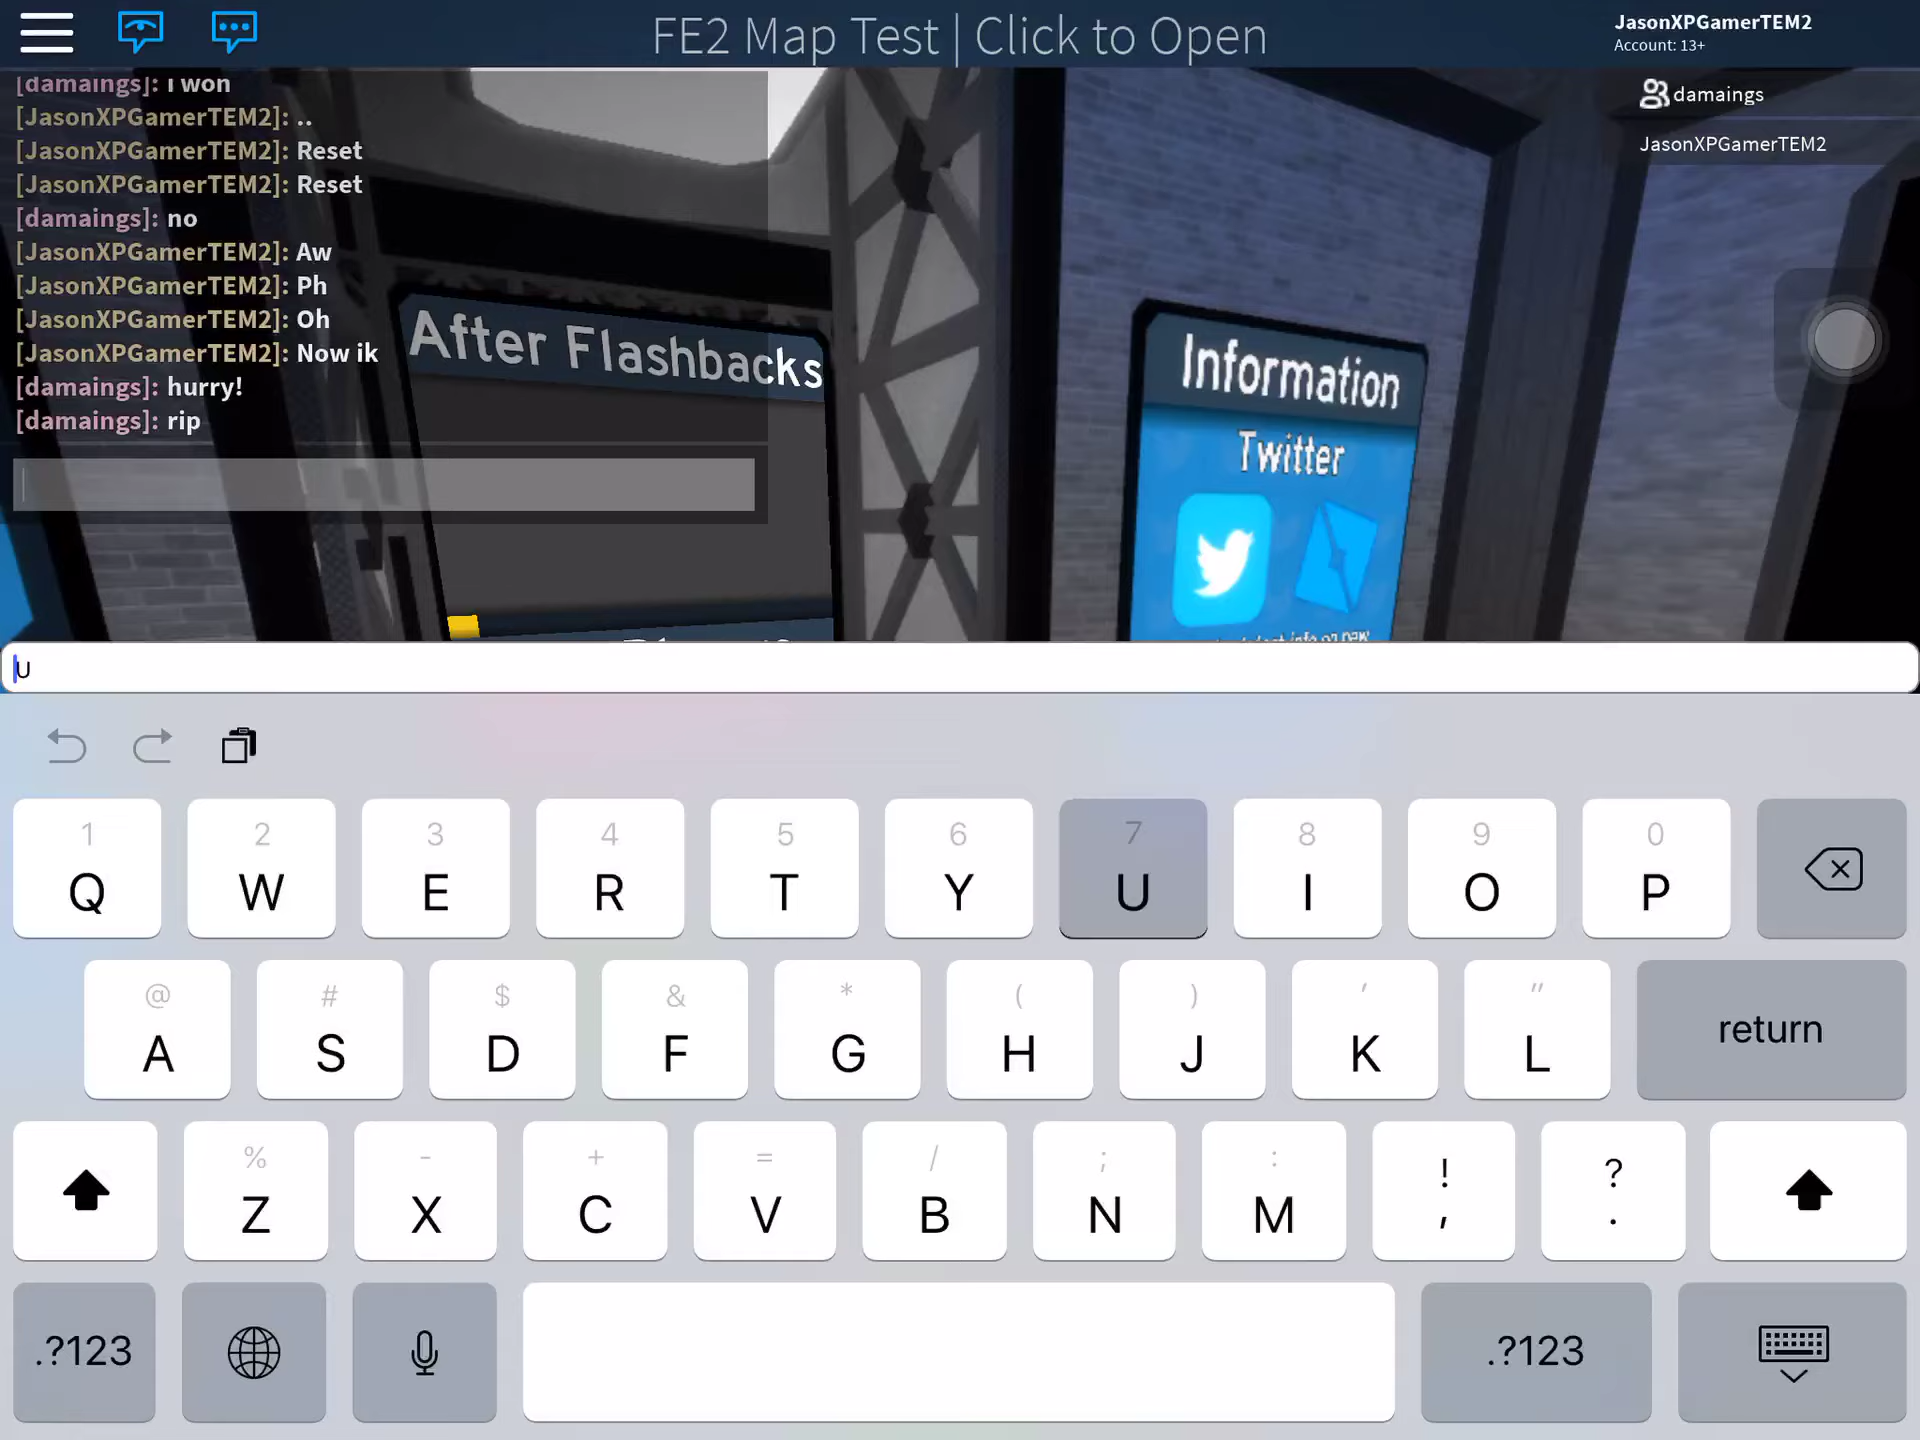 FE2 Map Test | Click to Open
JasonXPGamerTEM2
Account: 13+
damaings
JasonXPGamerTEM2
[damaings]: I won
[JasonXPGamerTEM2]: ..
[JasonXPGamerTEM2]: Reset
[JasonXPGamerTEM2]: Reset
[damaings]: no
[JasonXPGamerTEM2]: Aw
[JasonXPGamerTEM2]: Ph
[JasonXPGamerTEM2]: Oh
[JasonXPGamerTEM2]: Now ik
[damaings]: hurry!
[damaings]: rip
After Flashbacks
Information
Twitter
U
1 2 3 4 5 6 7 8 9 0
Q W E R T Y U I O P
@ # $ & * ( ) ' "
A S D F G H J K L return
% - + = / ; : ! ?
Z X C V B N M , .
.?123 .?123